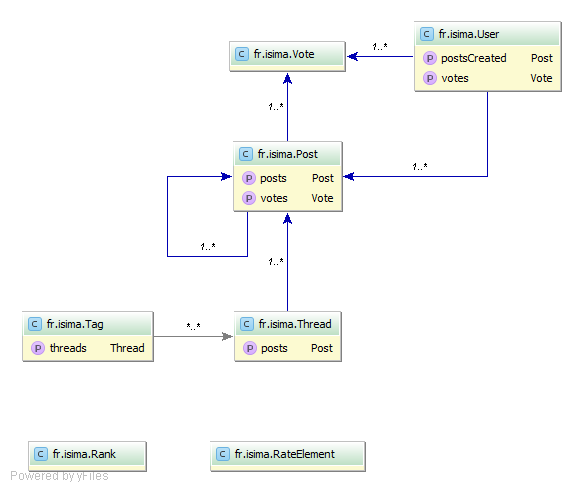 C fr.isima.User
p postsCreated Post
p votes Vote
C fr.isima.Vote
1..*
1..*
C fr.isima.Post
p posts Post
p votes Vote
1..*
1..*
1..*
C fr.isima.Tag
p threads Thread
*..*
C fr.isima.Thread
p posts Post
C fr.isima.Rank
C fr.isima.RateElement
Powered by yFiles